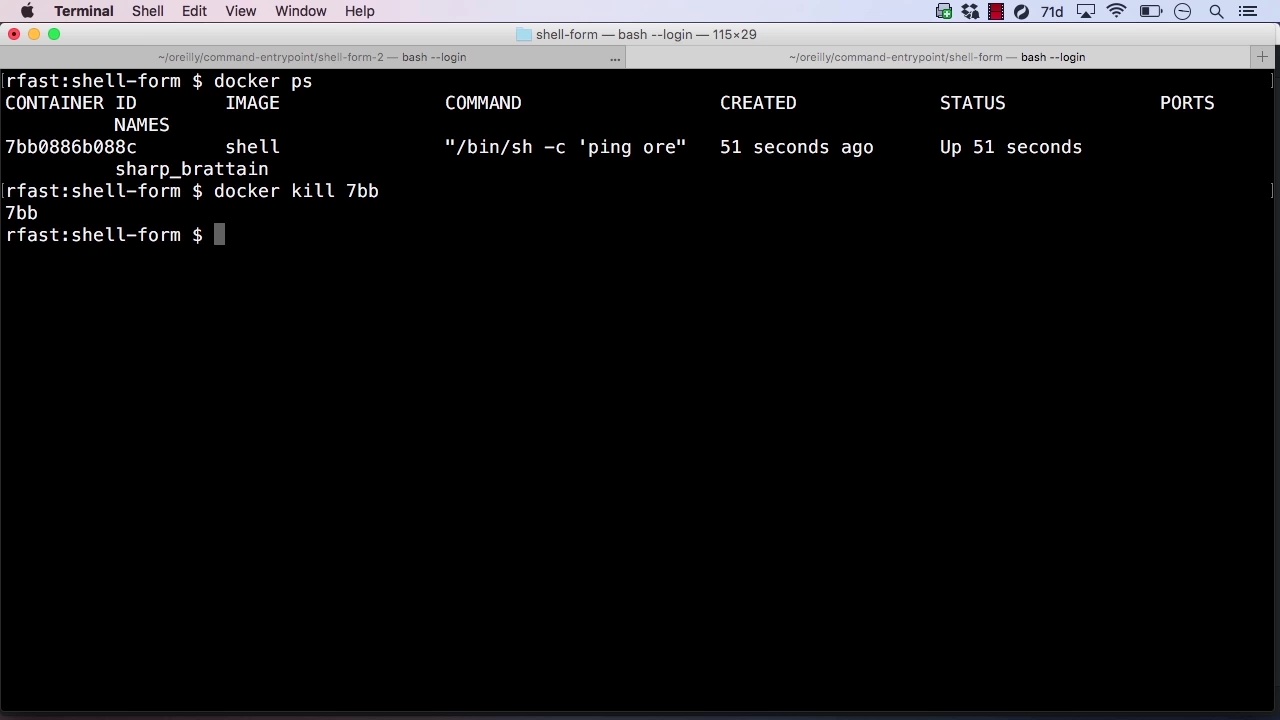 Terminal Shell Edit View Window Help 71d
shell-form — bash --login — 115×29
~/oreilly/command-entrypoint/shell-form-2 — bash --login ... ~/oreilly/command-entrypoint/shell-form — bash --login +
[rfast:shell-form $ docker ps ]
CONTAINER ID IMAGE COMMAND CREATED STATUS PORTS
NAMES
7bb0886b088c shell "/bin/sh -c 'ping ore" 51 seconds ago Up 51 seconds
sharp_brattain
[rfast:shell-form $ docker kill 7bb ]
7bb
rfast:shell-form $